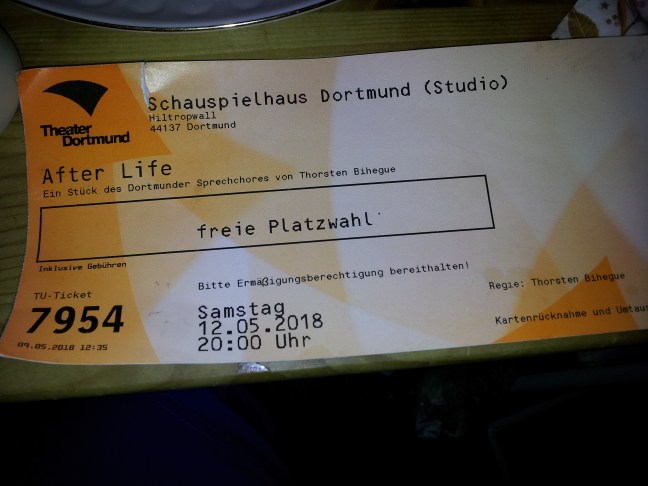 Theater
Dortmund
Schauspielhaus Dortmund (Studio)
Hiltropwall
44137 Dortmund
After Life
Ein Stück des Dortmunder Sprechchores von Thorsten Bihegue
freie Platzwahl
Inklusive Gebühren
Bitte Ermäßigungsberechtigung bereithalten!
TU-Ticket
7954
09.05.2018 12:35
Samstag
12.05.2018
20:00 Uhr
Regie: Thorsten Bihegue
Kartenrücknahme und Umtaus